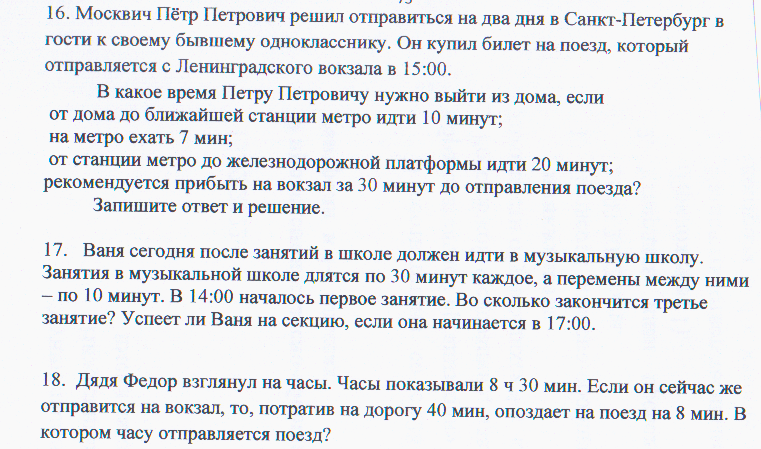 16. Москвич Пётр Петрович решил отправиться на два дня в Санкт-Петербург в
гости к своему бывшему однокласснику. Он купил билет на поезд, который
отправляется с Ленинградского вокзала в 15:00.
В какое время Петру Петровичу нужно выйти из дома, если
от дома до ближайшей станции метро идти 10 минут;
на метро ехать 7 мин;
от станции метро до железнодорожной платформы идти 20 минут;
рекомендуется прибыть на вокзал за 30 минут до отправления поезда?
Запишите ответ и решение.
17. Ваня сегодня после занятий в школе должен идти в музыкальную школу.
Занятия в музыкальной школе длятся по 30 минут каждое, а перемены между ними
– по 10 минут. В 14:00 началось первое занятие. Во сколько закончится третье
занятие? Успеет ли Ваня на секцию, если она начинается в 17:00.
18. Дядя Федор взглянул на часы. Часы показывали 8 ч 30 мин. Если он сейчас же
отправится на вокзал, то, потратив на дорогу 40 мин, опоздает на поезд на 8 мин. В
котором часу отправляется поезд?